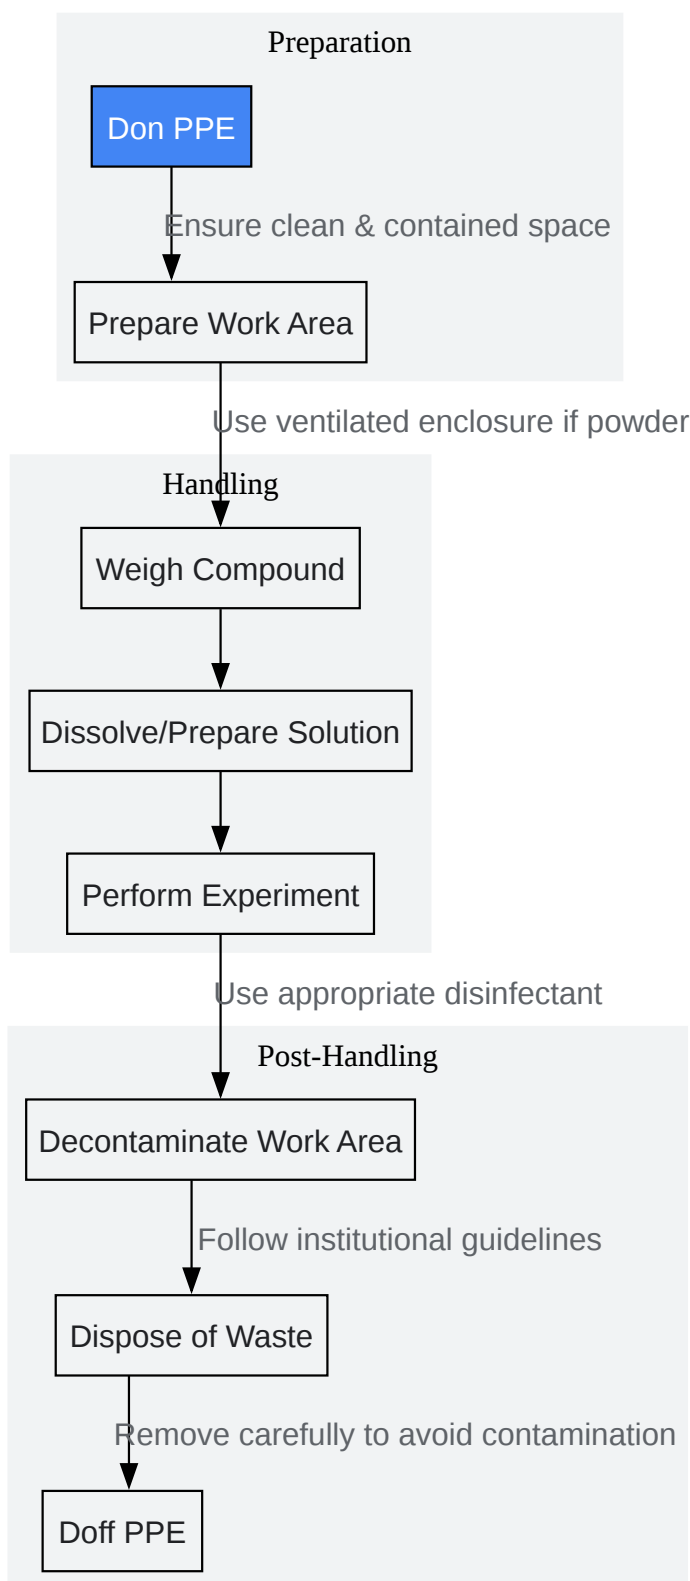 Preparation
Don PPE
Ensure clean & contained space
Prepare Work Area
Use ventilated enclosure if powder
Handling
Weigh Compound
Dissolve/Prepare Solution
Perform Experiment
Use appropriate disinfectant
Post-Handling
Decontaminate Work Area
Follow institutional guidelines
Dispose of Waste
Remove carefully to avoid contamination
Doff PPE